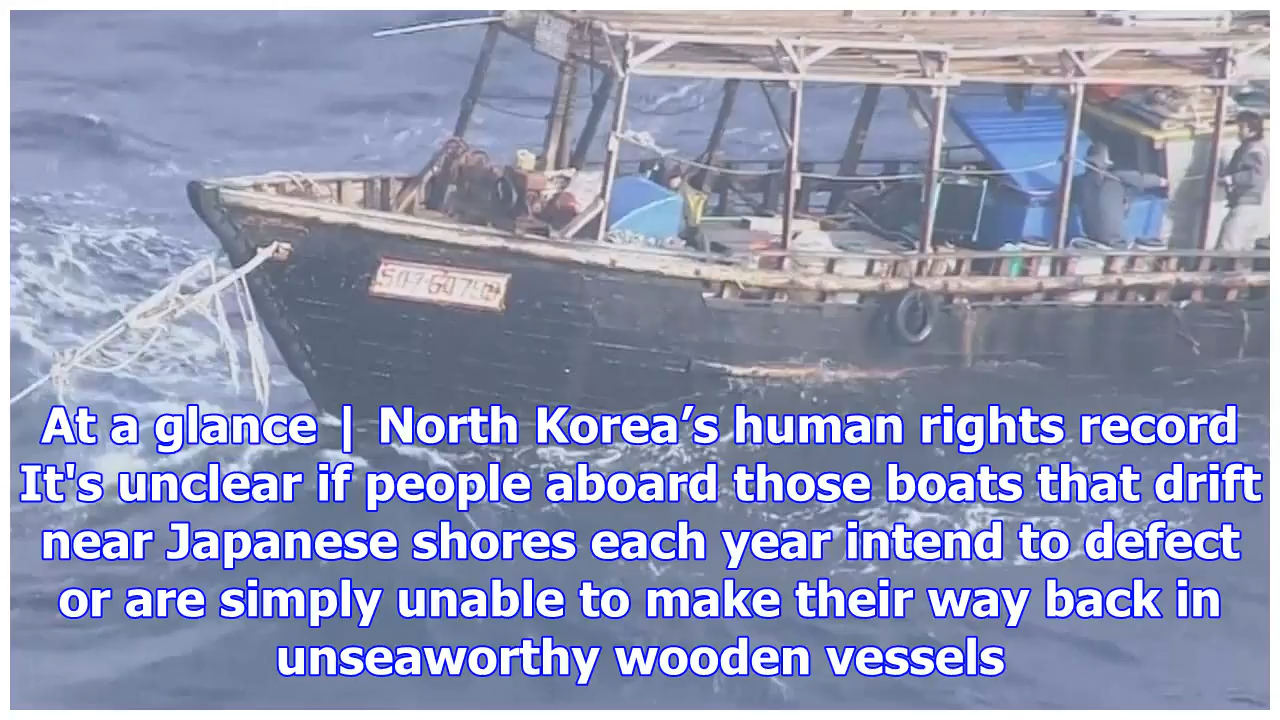 At a glance | North Korea’s human rights record
It's unclear if people aboard those boats that drift
near Japanese shores each year intend to defect
or are simply unable to make their way back in
unseaworthy wooden vessels